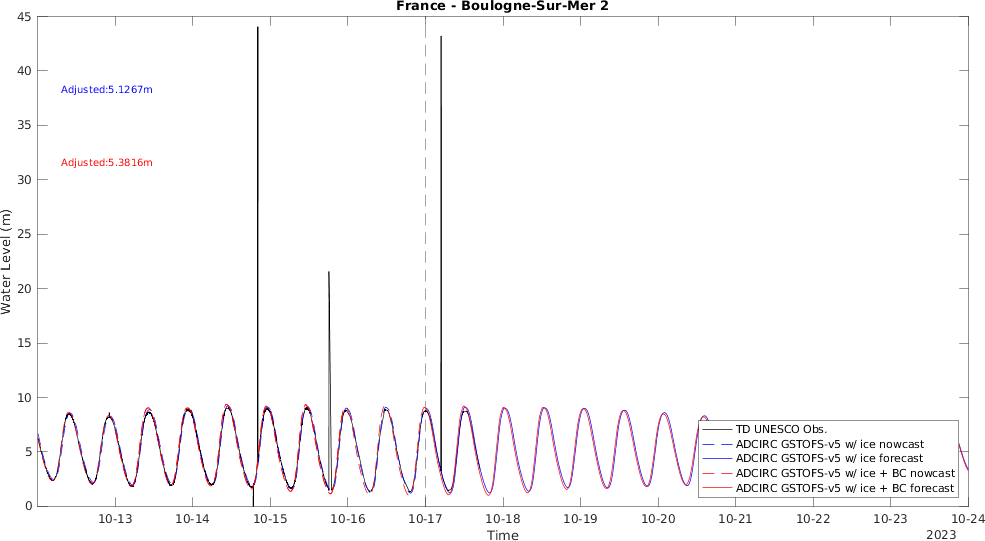 France - Boulogne-Sur-Mer 2
45
40
35
30
25
20
15
10
5
0
Water Level (m)
Adjusted:5.1267m
Adjusted:5.3816m
TD UNESCO Obs.
ADCIRC GSTOFS-v5 w/ ice nowcast
ADCIRC GSTOFS-v5 w/ ice forecast
ADCIRC GSTOFS-v5 w/ ice + BC nowcast
ADCIRC GSTOFS-v5 w/ ice + BC forecast
10-13 10-14 10-15 10-16 10-17 10-18 10-19 10-20 10-21 10-22 10-23 10-24
Time
2023